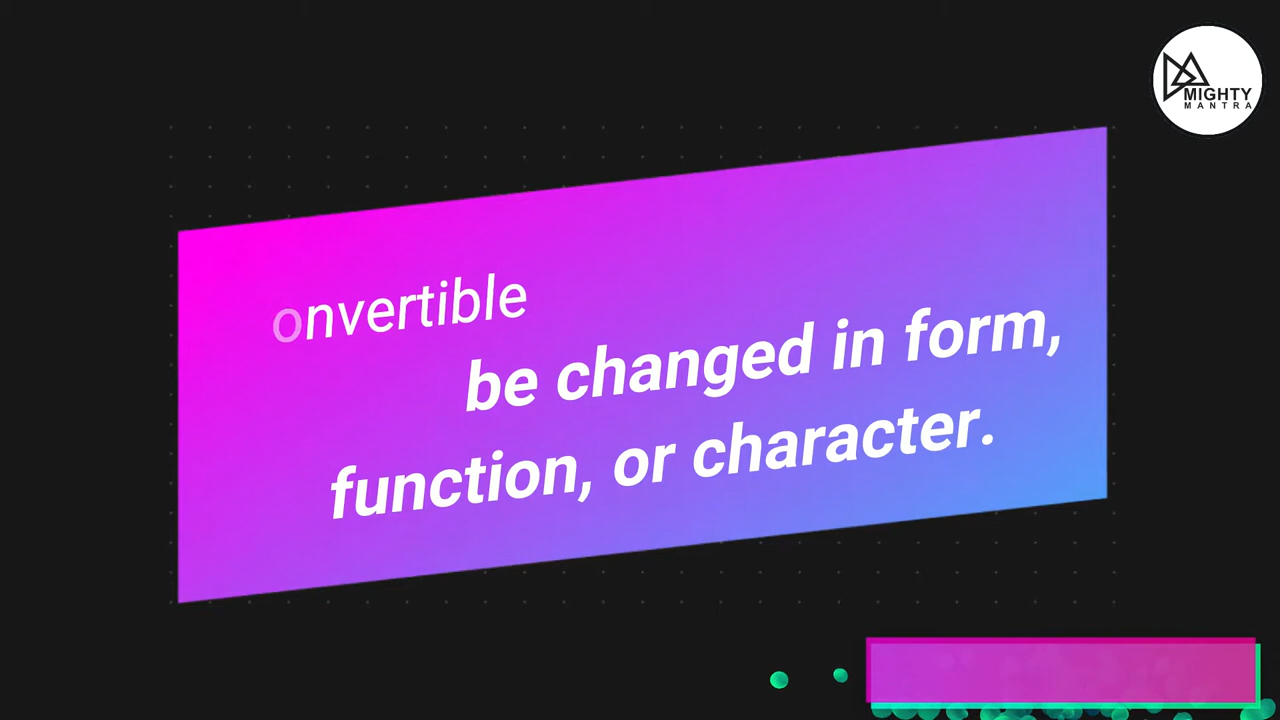 MIGHTY
MANTRA
onvertible
be changed in form,
function, or character.